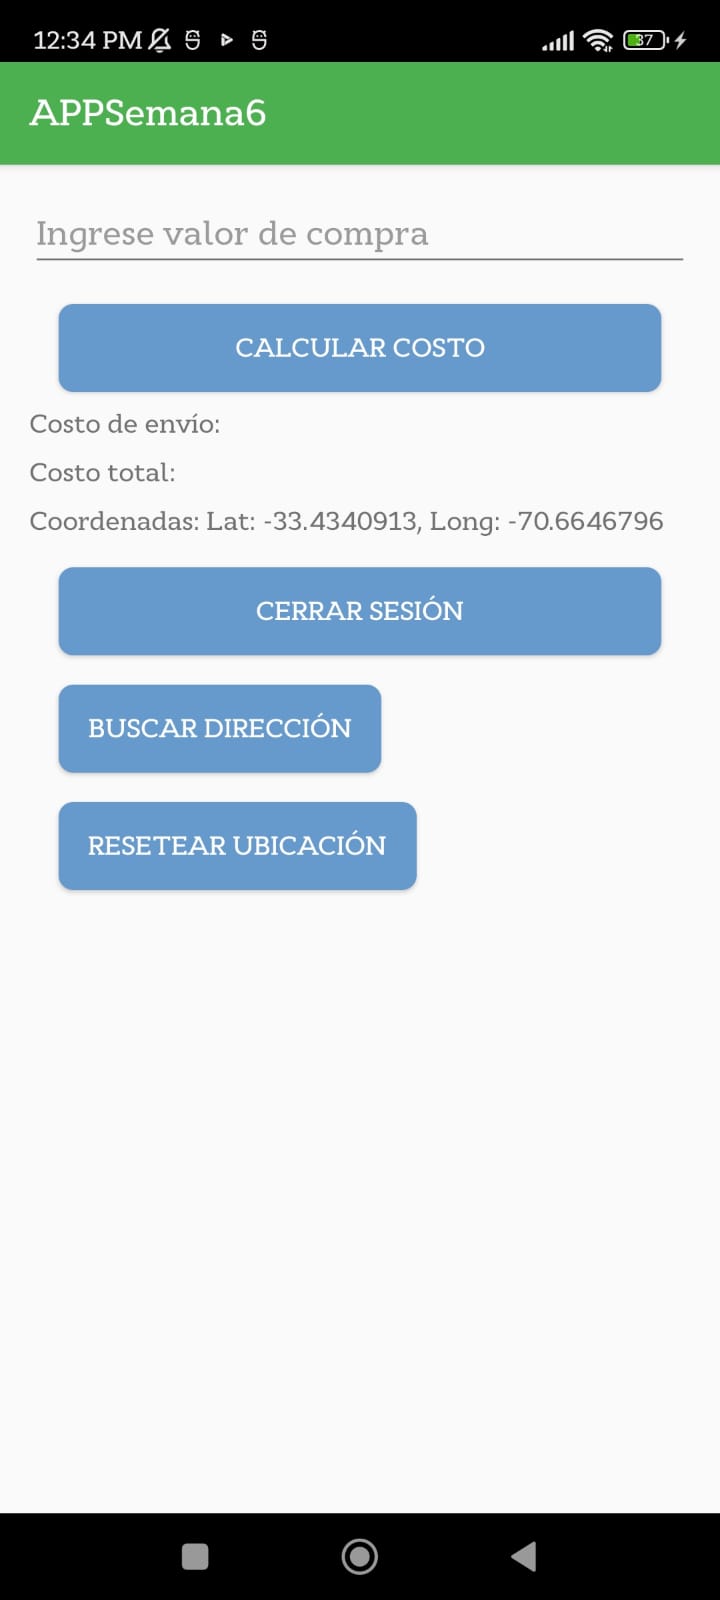 12:34 PM 37
APPSemana6
Ingrese valor de compra
CALCULAR COSTO
Costo de envío:
Costo total:
Coordenadas: Lat: -33.4340913, Long: -70.6646796
CERRAR SESIÓN
BUSCAR DIRECCIÓN
RESETEAR UBICACIÓN